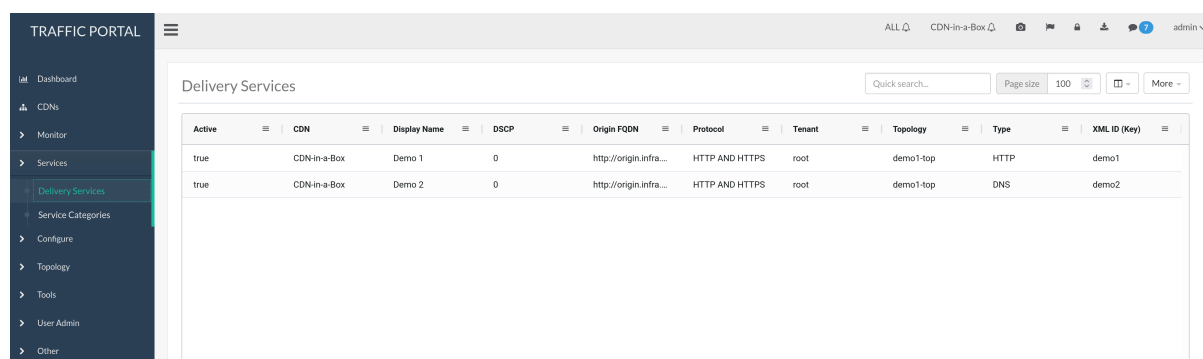 TRAFFIC PORTAL
ALL CDN-in-a-Box 7 admin
Dashboard
CDNs
Monitor
Services
Delivery Services
Service Categories
Configure
Topology
Tools
User Admin
Other
Delivery Services
Quick search... Page size 100 More
Active CDN Display Name DSCP Origin FQDN Protocol Tenant Topology Type XML ID (Key)
true CDN-in-a-Box Demo 1 0 http://origin.infra.... HTTP AND HTTPS root demo1-top HTTP demo1
true CDN-in-a-Box Demo 2 0 http://origin.infra.... HTTP AND HTTPS root demo1-top DNS demo2